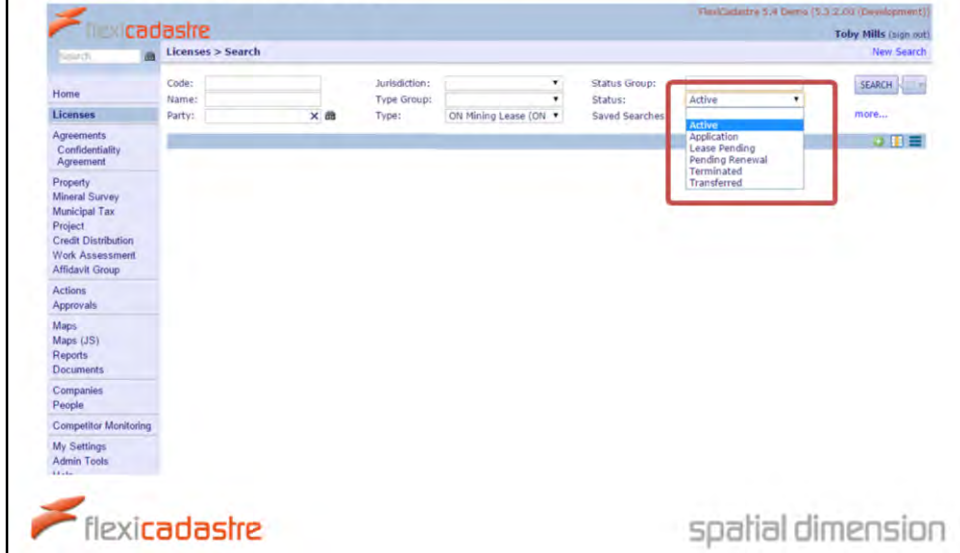 FlexiCadastre 5.4 Demo (5.3.2.00 (Development))
flexicadastre
Toby Mills (sign out)
Search
Licenses > Search
New Search
Code:
Jurisdiction:
Status Group:
SEARCH
Name:
Type Group:
Status: Active
Party:
Type: ON Mining Lease (ON
Saved Searches
more...
Active
Application
Lease Pending
Pending Renewal
Terminated
Transferred
Home
Licenses
Agreements
Confidentiality
Agreement
Property
Mineral Survey
Municipal Tax
Project
Credit Distribution
Work Assessment
Affidavit Group
Actions
Approvals
Maps
Maps (JS)
Reports
Documents
Companies
People
Competitor Monitoring
My Settings
Admin Tools
flexicadastre
spatial dimension